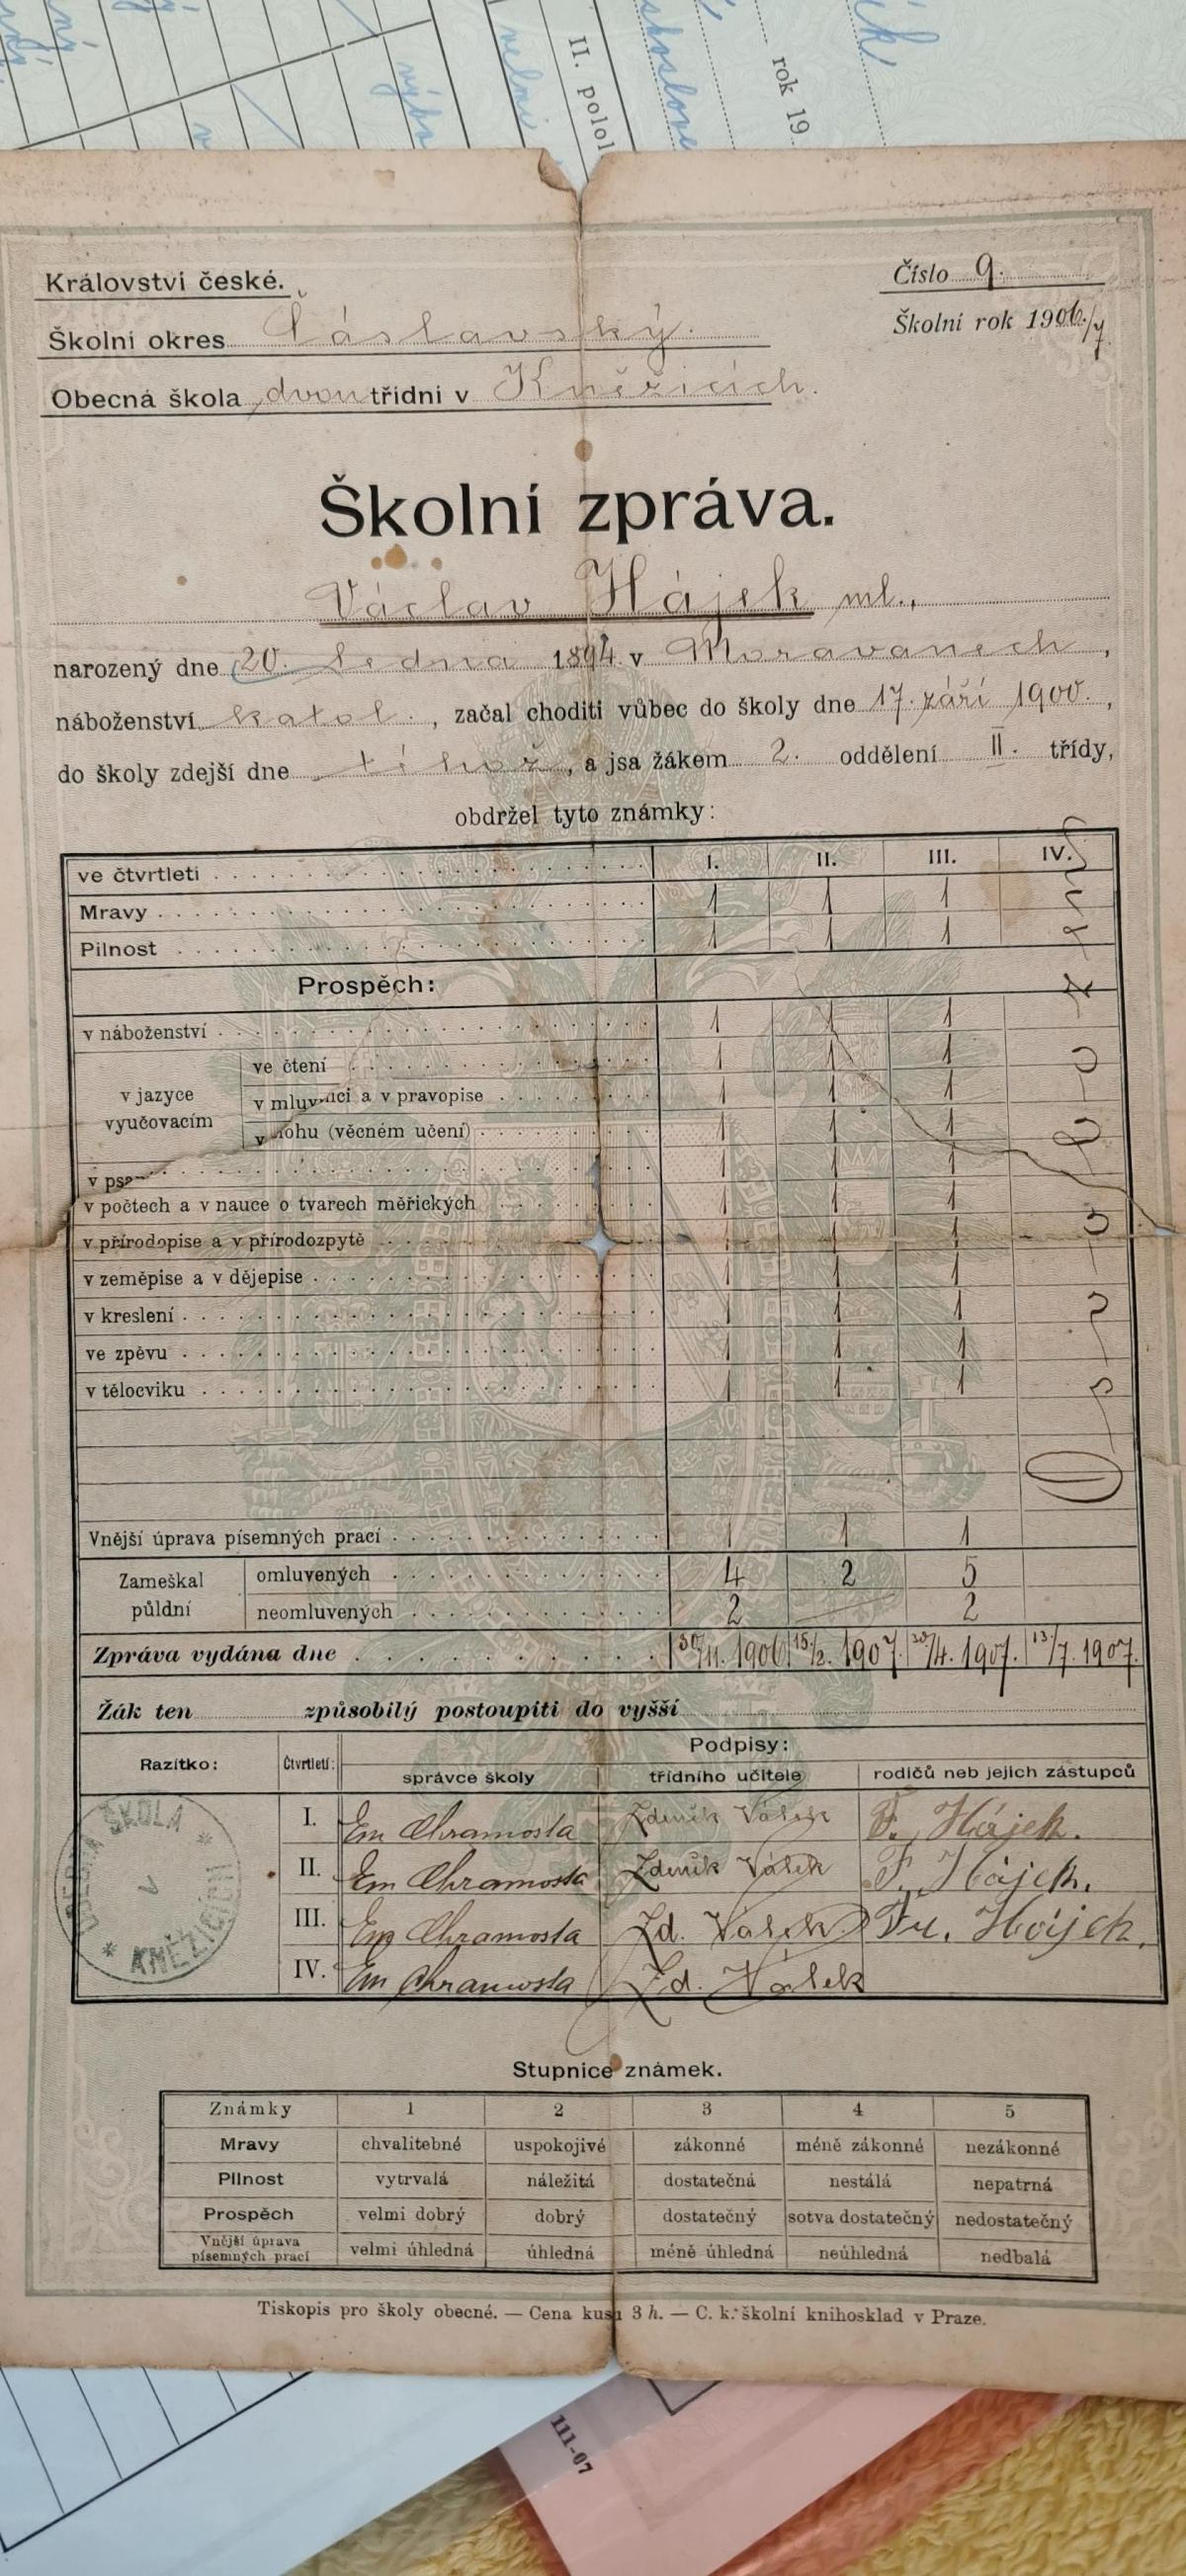 II. polol
rok 19
Království české.
Číslo 9.
Školní okres Čáslavský.
Školní rok 1906/7
Obecná škola dvoutřídní v Kněžicích.
Školní zpráva.
Václav Hájek ml.,
narozený dne 20. ledna 1894 v Moravanech,
náboženství katol., začal choditi vůbec do školy dne 17. září 1900.,
do školy zdejší dne téhož, a jsa žákem 2. oddělení II. třídy,
obdržel tyto známky:
ve čtvrtletí I. II. III. IV.
Mravy 1 1 1
Pilnost 1 1 1
Prospěch:
v náboženství 1 1 1
v jazyce vyučovacím
ve čtení 1 1 1
v mluvnici a v pravopise 1 1 1
v slohu (věcném učení) 1 1 1
v psa 1 1 1
v počtech a v nauce o tvarech měřických 1 1 1
v přírodopise a v přírodozpytě 1 1 1
v zeměpise a v dějepise 1 1 1
v kreslení 1 1 1
ve zpěvu 1 1 1
v tělocviku 1 1 1
Vnější úprava písemných prací 1 1 1
Zameškal půldní
omluvených 4 2 5
neomluvených 2 2
Zpráva vydána dne 30/11. 1906 15./2. 1907. 30/4. 1907. 13/7. 1907.
Žák ten způsobilý postoupiti do vyšší
Razítko: Čtvrtletí: Podpisy:
správce školy třídního učitele rodičů neb jejich zástupců
I. Em Chramosta Zdeněk Válek F. Hájek.
II. Em Chramosta Zdeněk Válek F. Hájek.
III. Em Chramosta Zd. Válek Fr. Hájek.
IV. Em Chramosta Zd. Válek
OBECNÁ ŠKOLA V KNĚŽICÍCH
Stupnice známek.
Známky 1 2 3 4 5
Mravy chvalitebné uspokojivé zákonné méně zákonné nezákonné
Pilnost vytrvalá náležitá dostatečná nestálá nepatrná
Prospěch velmi dobrý dobrý dostatečný sotva dostatečný nedostatečný
Vnější úprava písemných prací velmi úhledná úhledná méně úhledná neúhledná nedbalá
Tiskopis pro školy obecné. — Cena kusu 3 h. — C. k. školní knihosklad v Praze.
111-07